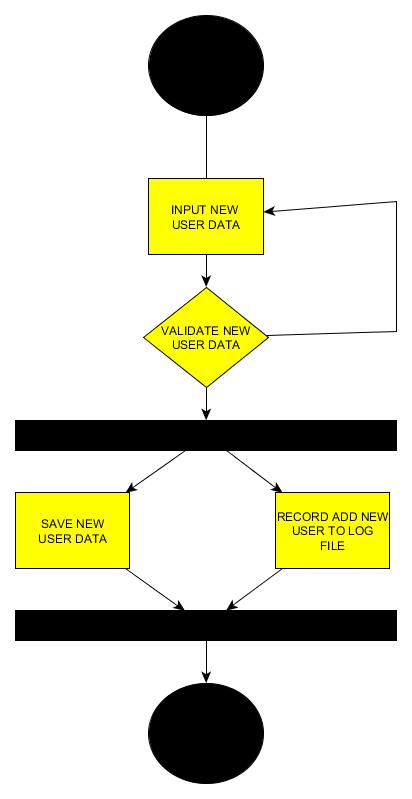 INPUT NEW
USER DATA
VALIDATE NEW
USER DATA
SAVE NEW
USER DATA
RECORD ADD NEW
USER TO LOG
FILE